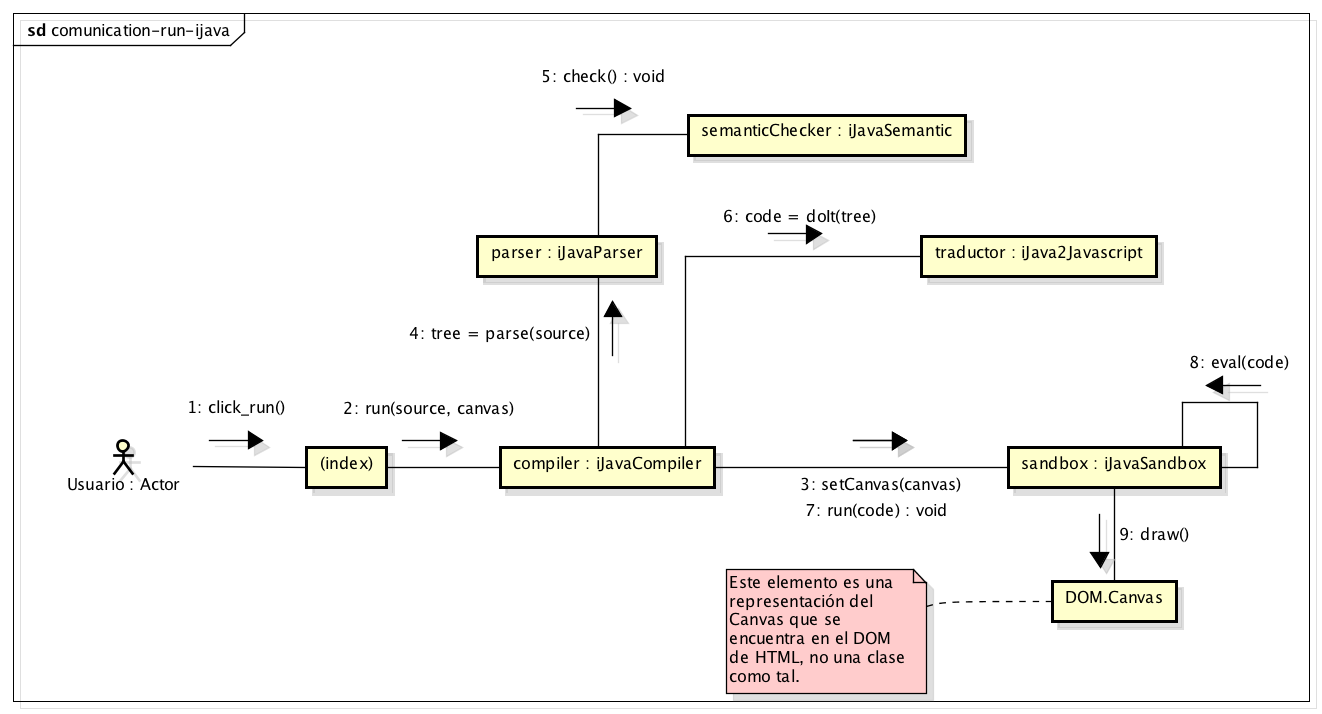 sd comunication-run-ijava
5: check() : void
semanticChecker : iJavaSemantic
6: code = doIt(tree)
parser : iJavaParser
traductor : iJava2Javascript
4: tree = parse(source)
8: eval(code)
1: click_run()
2: run(source, canvas)
(index)
compiler : iJavaCompiler
sandbox : iJavaSandbox
Usuario : Actor
3: setCanvas(canvas)
7: run(code) : void
9: draw()
Este elemento es una
representación del
Canvas que se
encuentra en el DOM
de HTML, no una clase
como tal.
DOM.Canvas